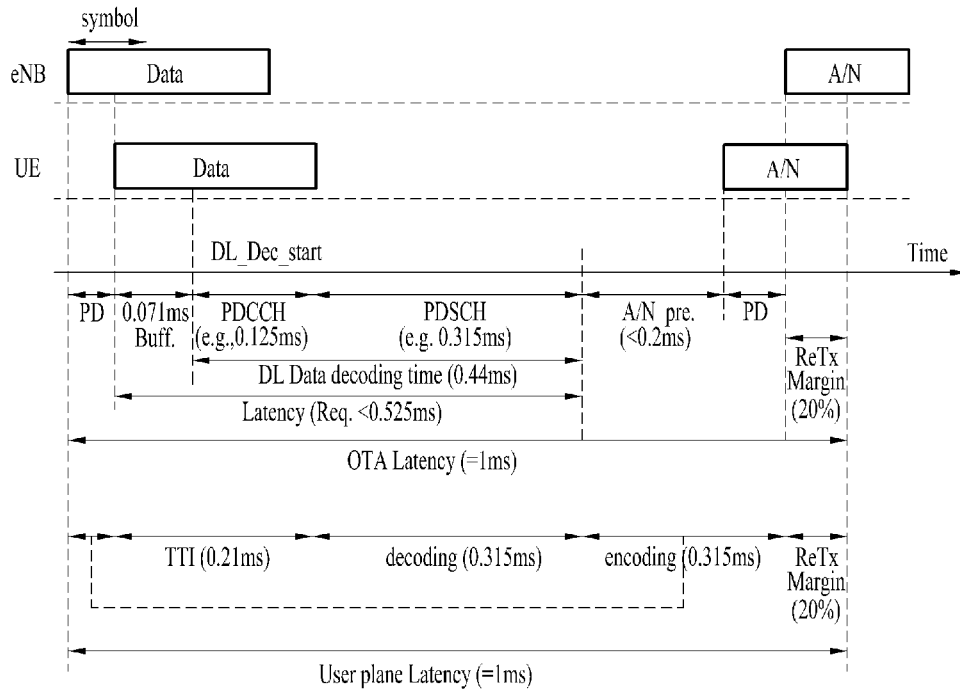 symbol
eNB
Data
A/N
UE
Data
A/N
DL_Dec_start
Time
PD
0.071ms
Buff.
PDCCH
(e.g.,0.125ms)
PDSCH
(e.g. 0.315ms)
A/N pre.
(<0.2ms)
PD
ReTx
Margin
(20%)
DL Data decoding time (0.44ms)
Latency (Req. <0.525ms)
OTA Latency (=1ms)
TTI (0.21ms)
decoding (0.315ms)
encoding (0.315ms)
ReTx
Margin
(20%)
User plane Latency (=1ms)